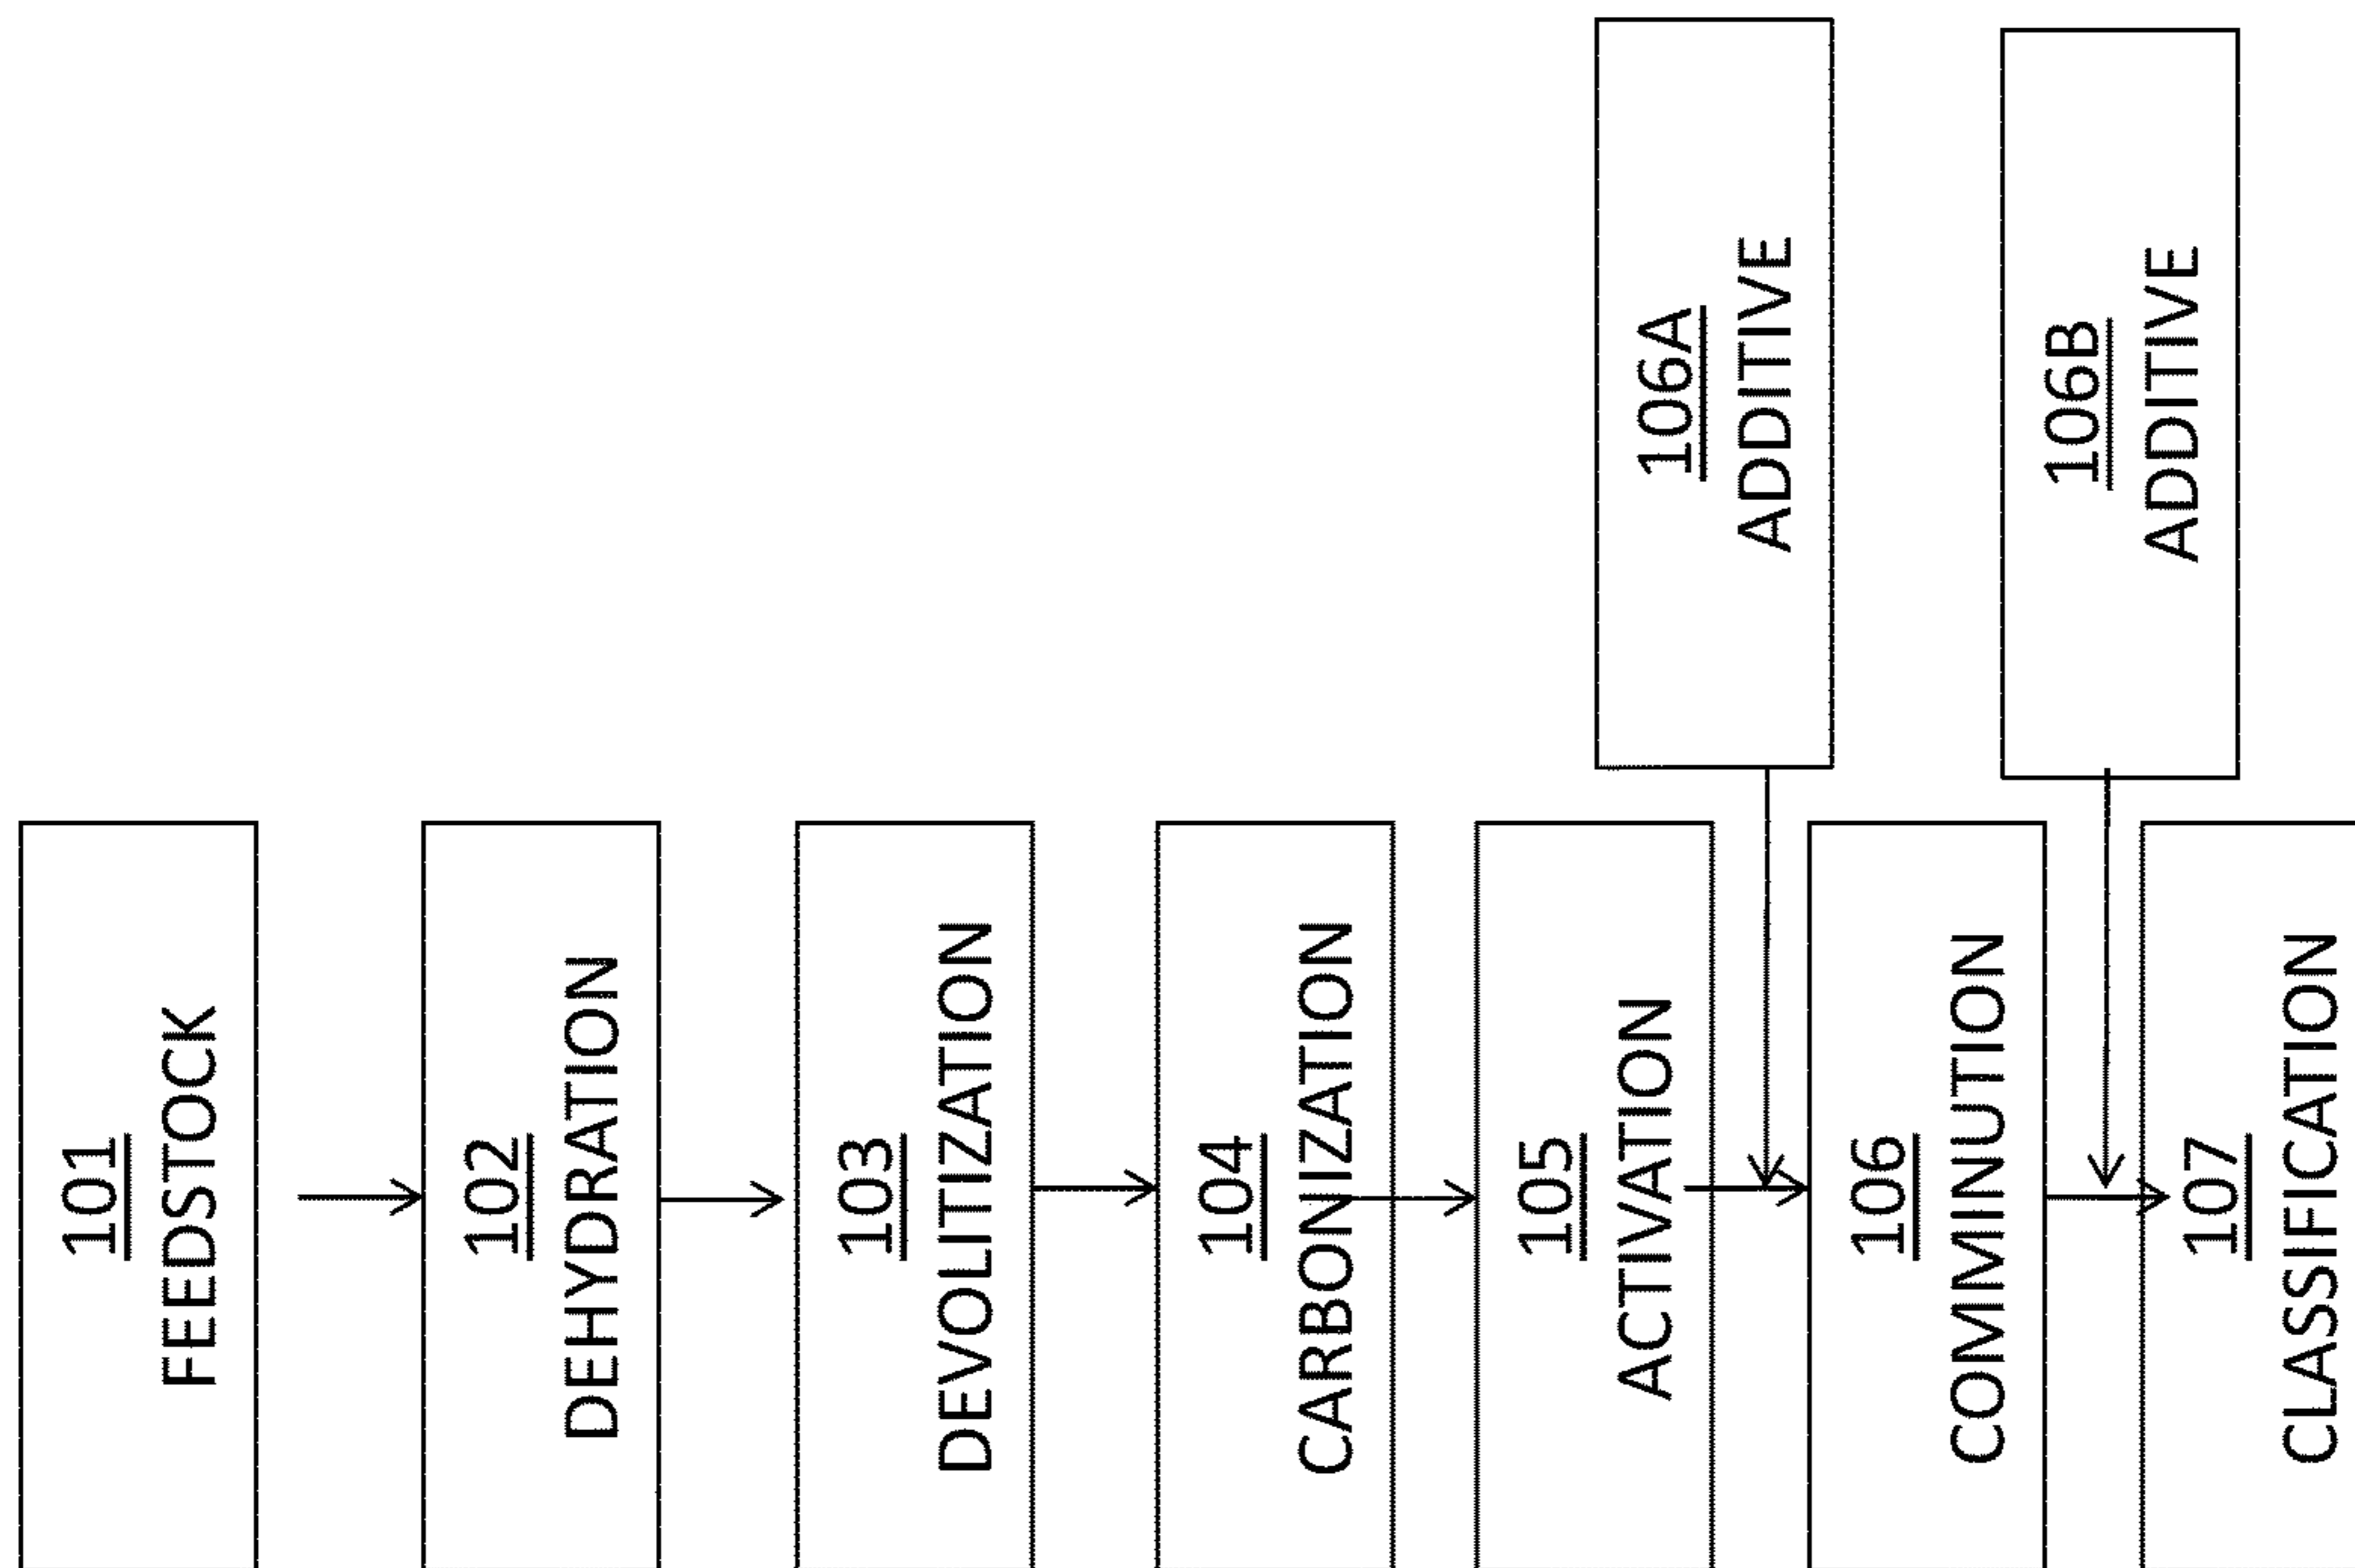 101
FEEDSTOCK
102
DEHYDRATION
103
DEVOLITIZATION
104
CARBONIZATION
105
ACTIVATION
106A
ADDITIVE
106
COMMINUTION
106B
ADDITIVE
107
CLASSIFICATION